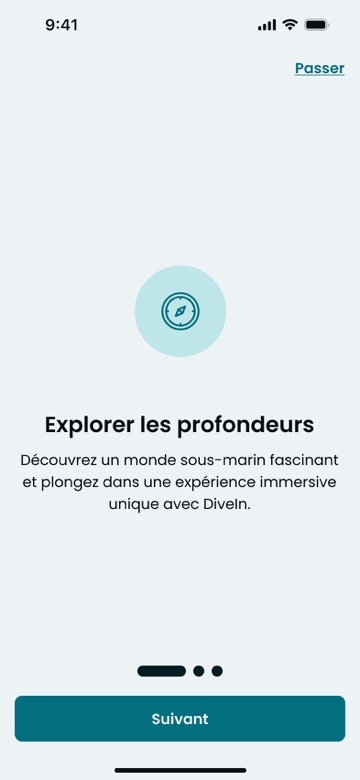 9:41
Passer
Explorer les profondeurs
Découvrez un monde sous-marin fascinant
et plongez dans une expérience immersive
unique avec DiveIn.
Suivant